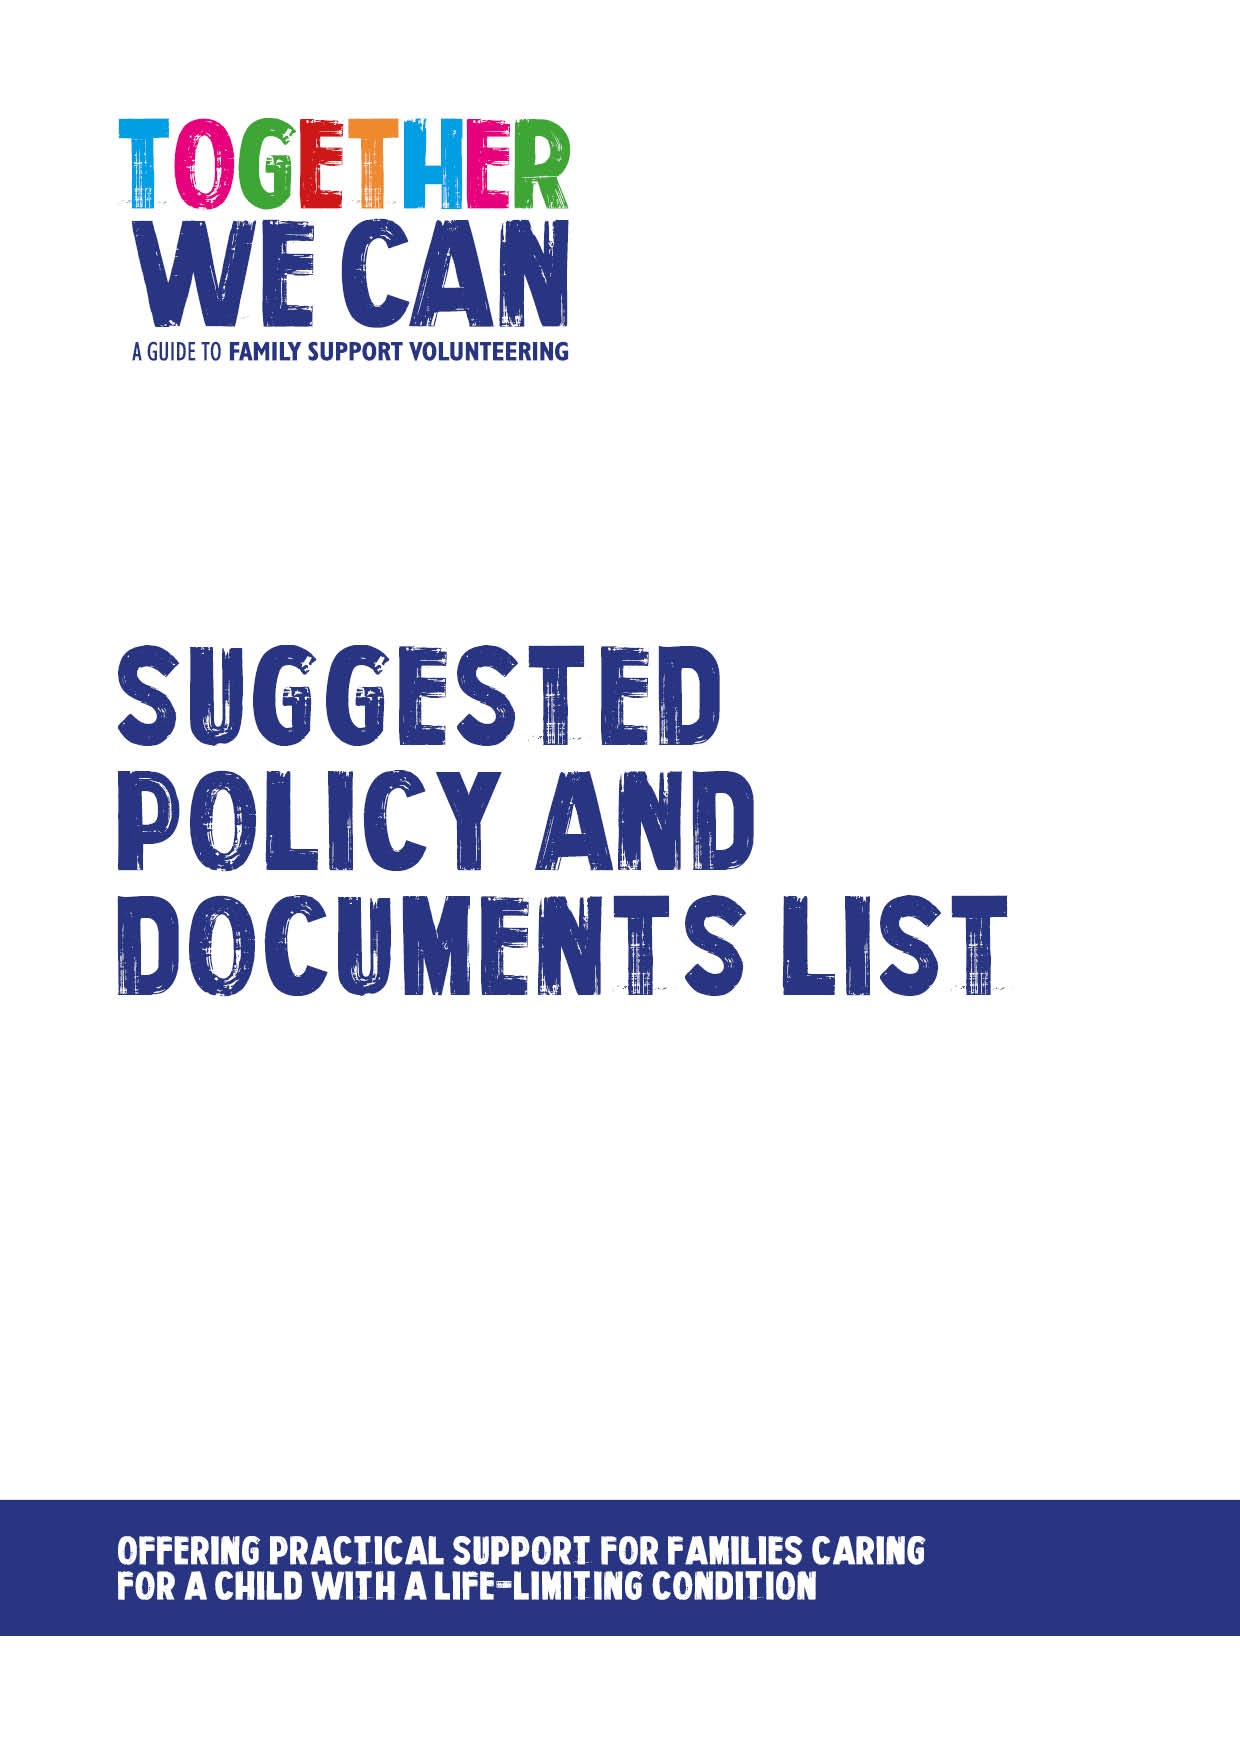 TOGETHER
WE CAN
A GUIDE TO FAMILY SUPPORT VOLUNTEERING
SUGGESTED
POLICY AND
DOCUMENTS LIST
OFFERING PRACTICAL SUPPORT FOR FAMILIES CARING
FOR A CHILD WITH A LIFE-LIMITING CONDITION